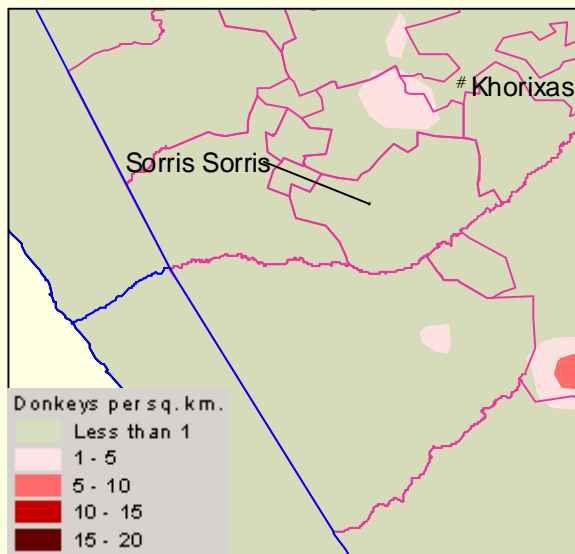 # Khorixas
Sorris Sorris
Donkeys per sq. km.
Less than 1
1 - 5
5 - 10
10 - 15
15 - 20